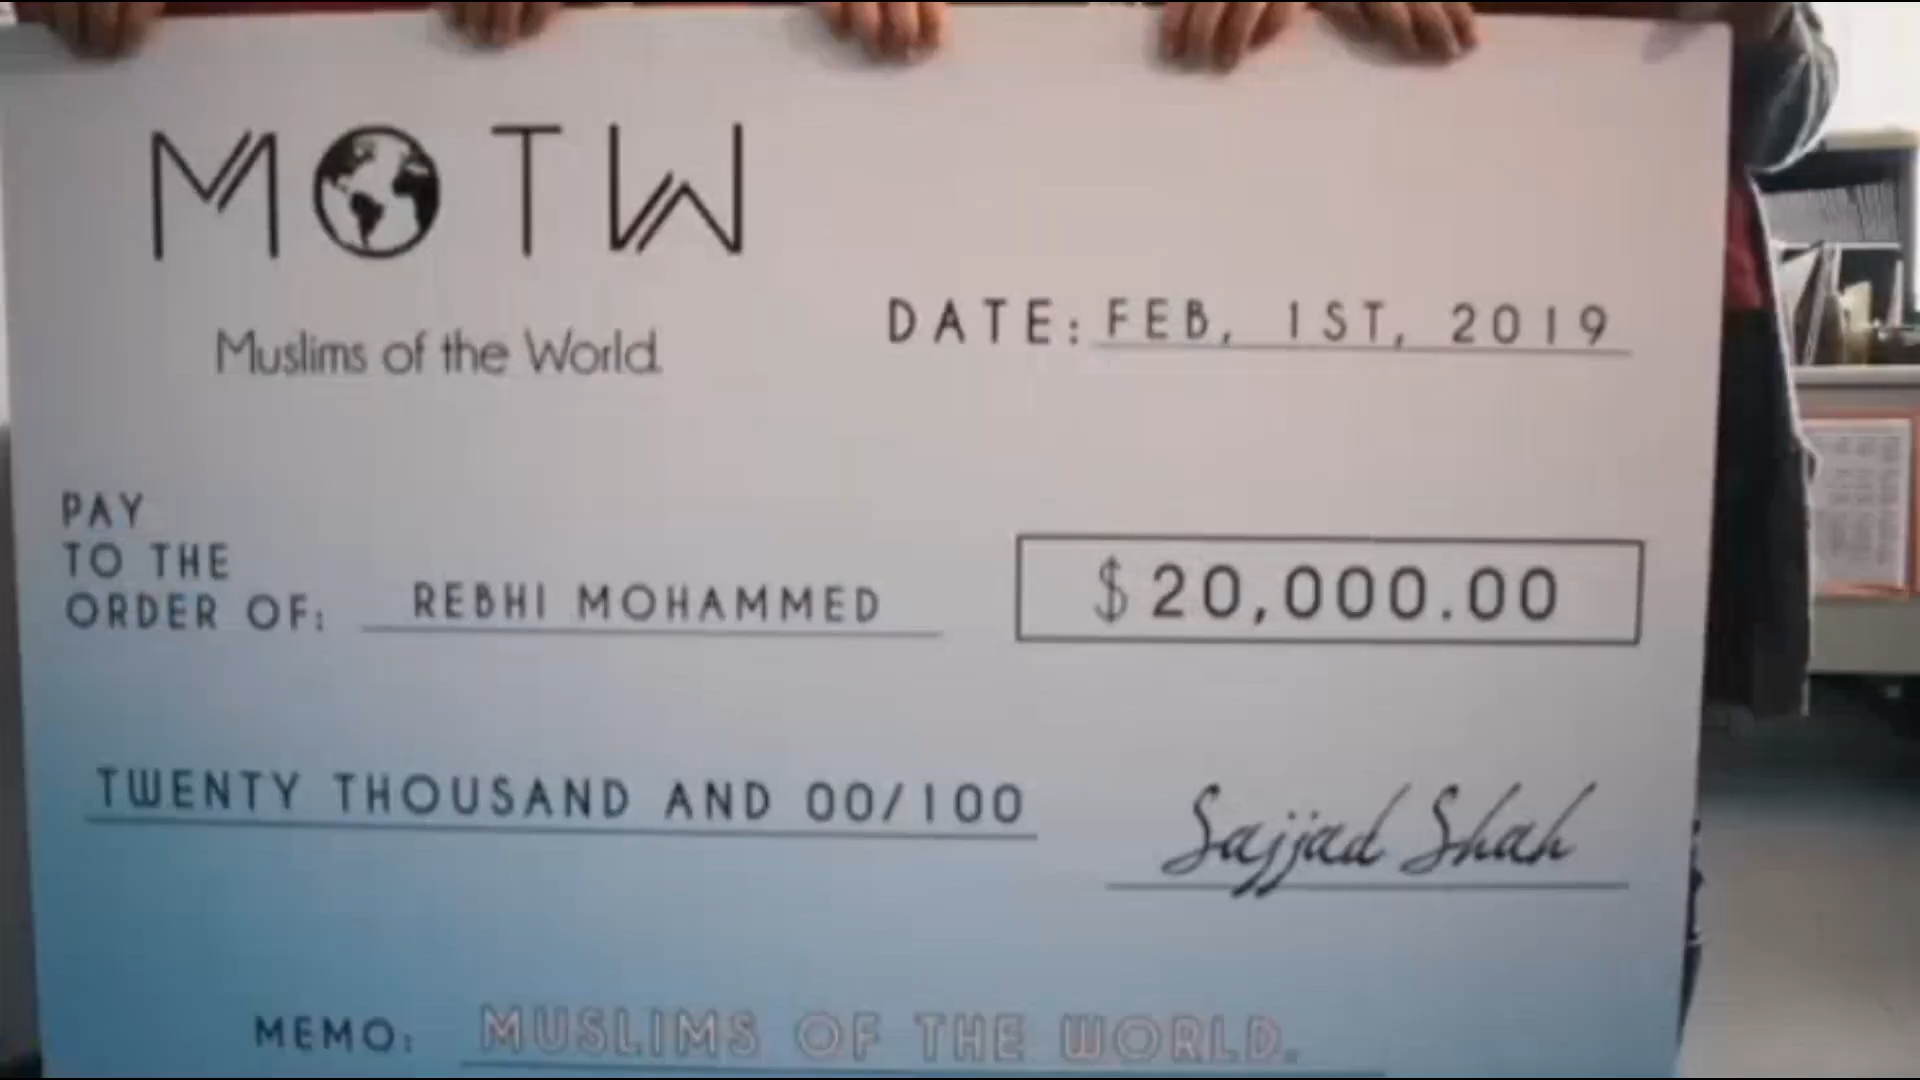 MOTW
Muslims of the World
DATE: FEB, 1ST, 2019
PAY
TO THE
ORDER OF: REBHI MOHAMMED
$20,000.00
TWENTY THOUSAND AND 00/100
Sajjad Shah
MEMO: MUSLIMS OF THE WORLD.